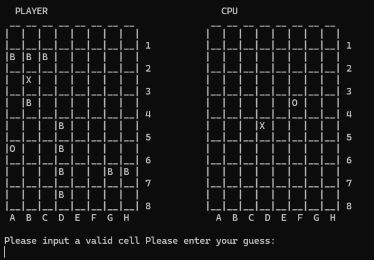 PLAYER CPU
1 1
B B B
2 2
X
3 3
B O
4 4
B X
5 5
O B
6 6
B B B
7 7
B
8 8
A B C D E F G H A B C D E F G H
Please input a valid cell Please enter your guess: